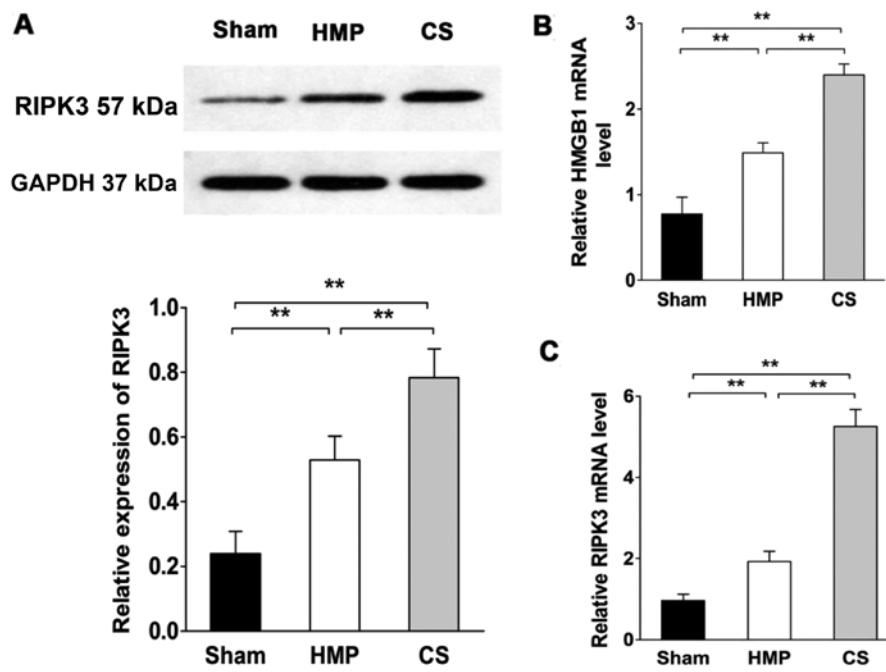 A
Sham HMP CS
RIPK3 57 kDa
GAPDH 37 kDa
Relative expression of RIPK3
1.0
0.8
0.6
0.4
0.2
0.0
**
** **
Sham HMP CS
B
Relative HMGB1 mRNA
level
3
2
1
0
**
** **
Sham HMP CS
C
Relative RIPK3 mRNA level
6
4
2
0
**
** **
Sham HMP CS